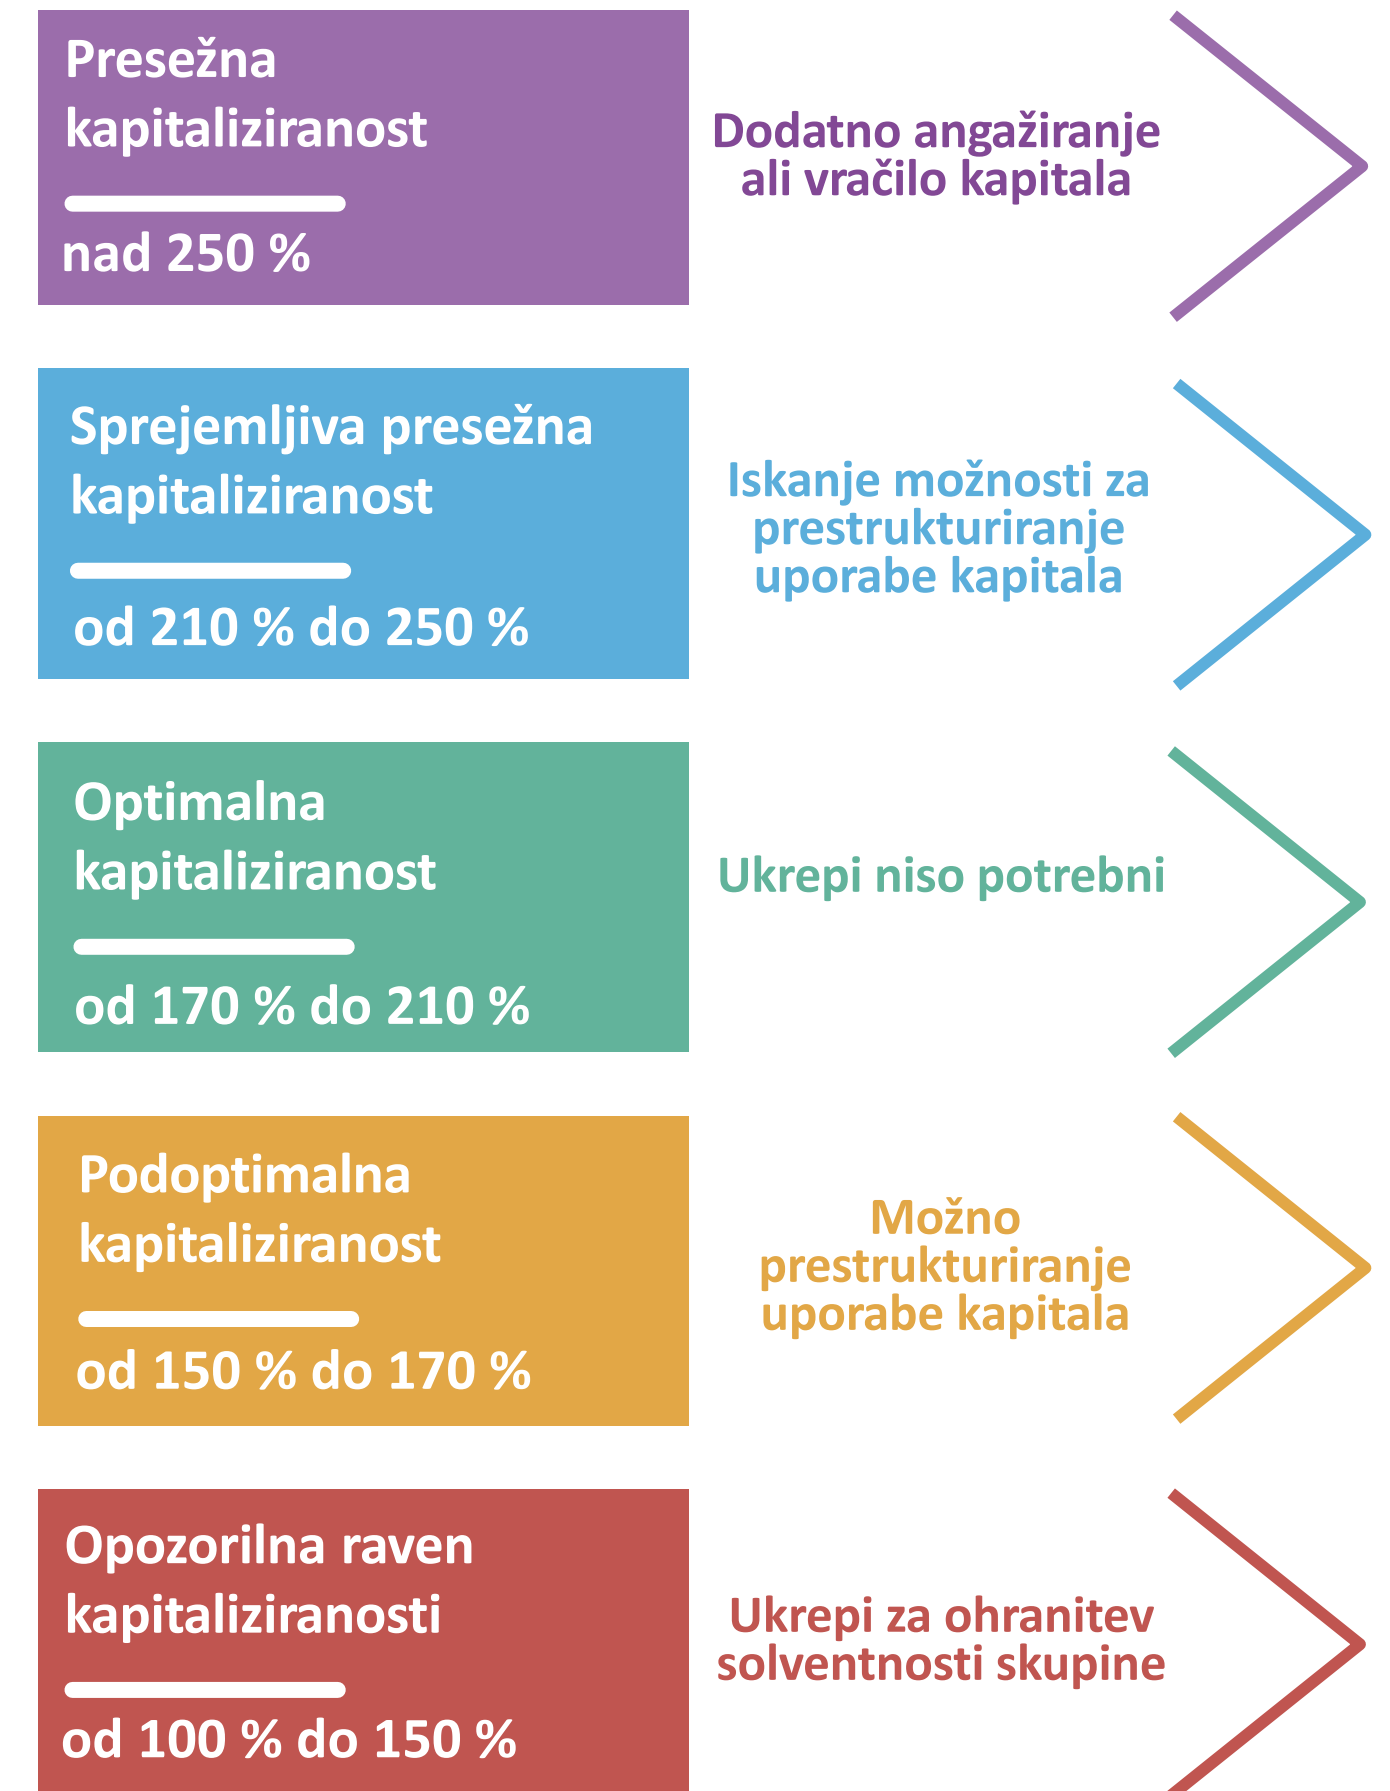 Presežna
kapitaliziranost
nad 250 %
Dodatno angažiranje
ali vračilo kapitala
Sprejemljiva presežna
kapitaliziranost
od 210 % do 250 %
Iskanje možnosti za
prestrukturiranje
uporabe kapitala
Optimalna
kapitaliziranost
od 170 % do 210 %
Ukrepi niso potrebni
Podoptimalna
kapitaliziranost
od 150 % do 170 %
Možno
prestrukturiranje
uporabe kapitala
Opozorilna raven
kapitaliziranosti
od 100 % do 150 %
Ukrepi za ohranitev
solventnosti skupine